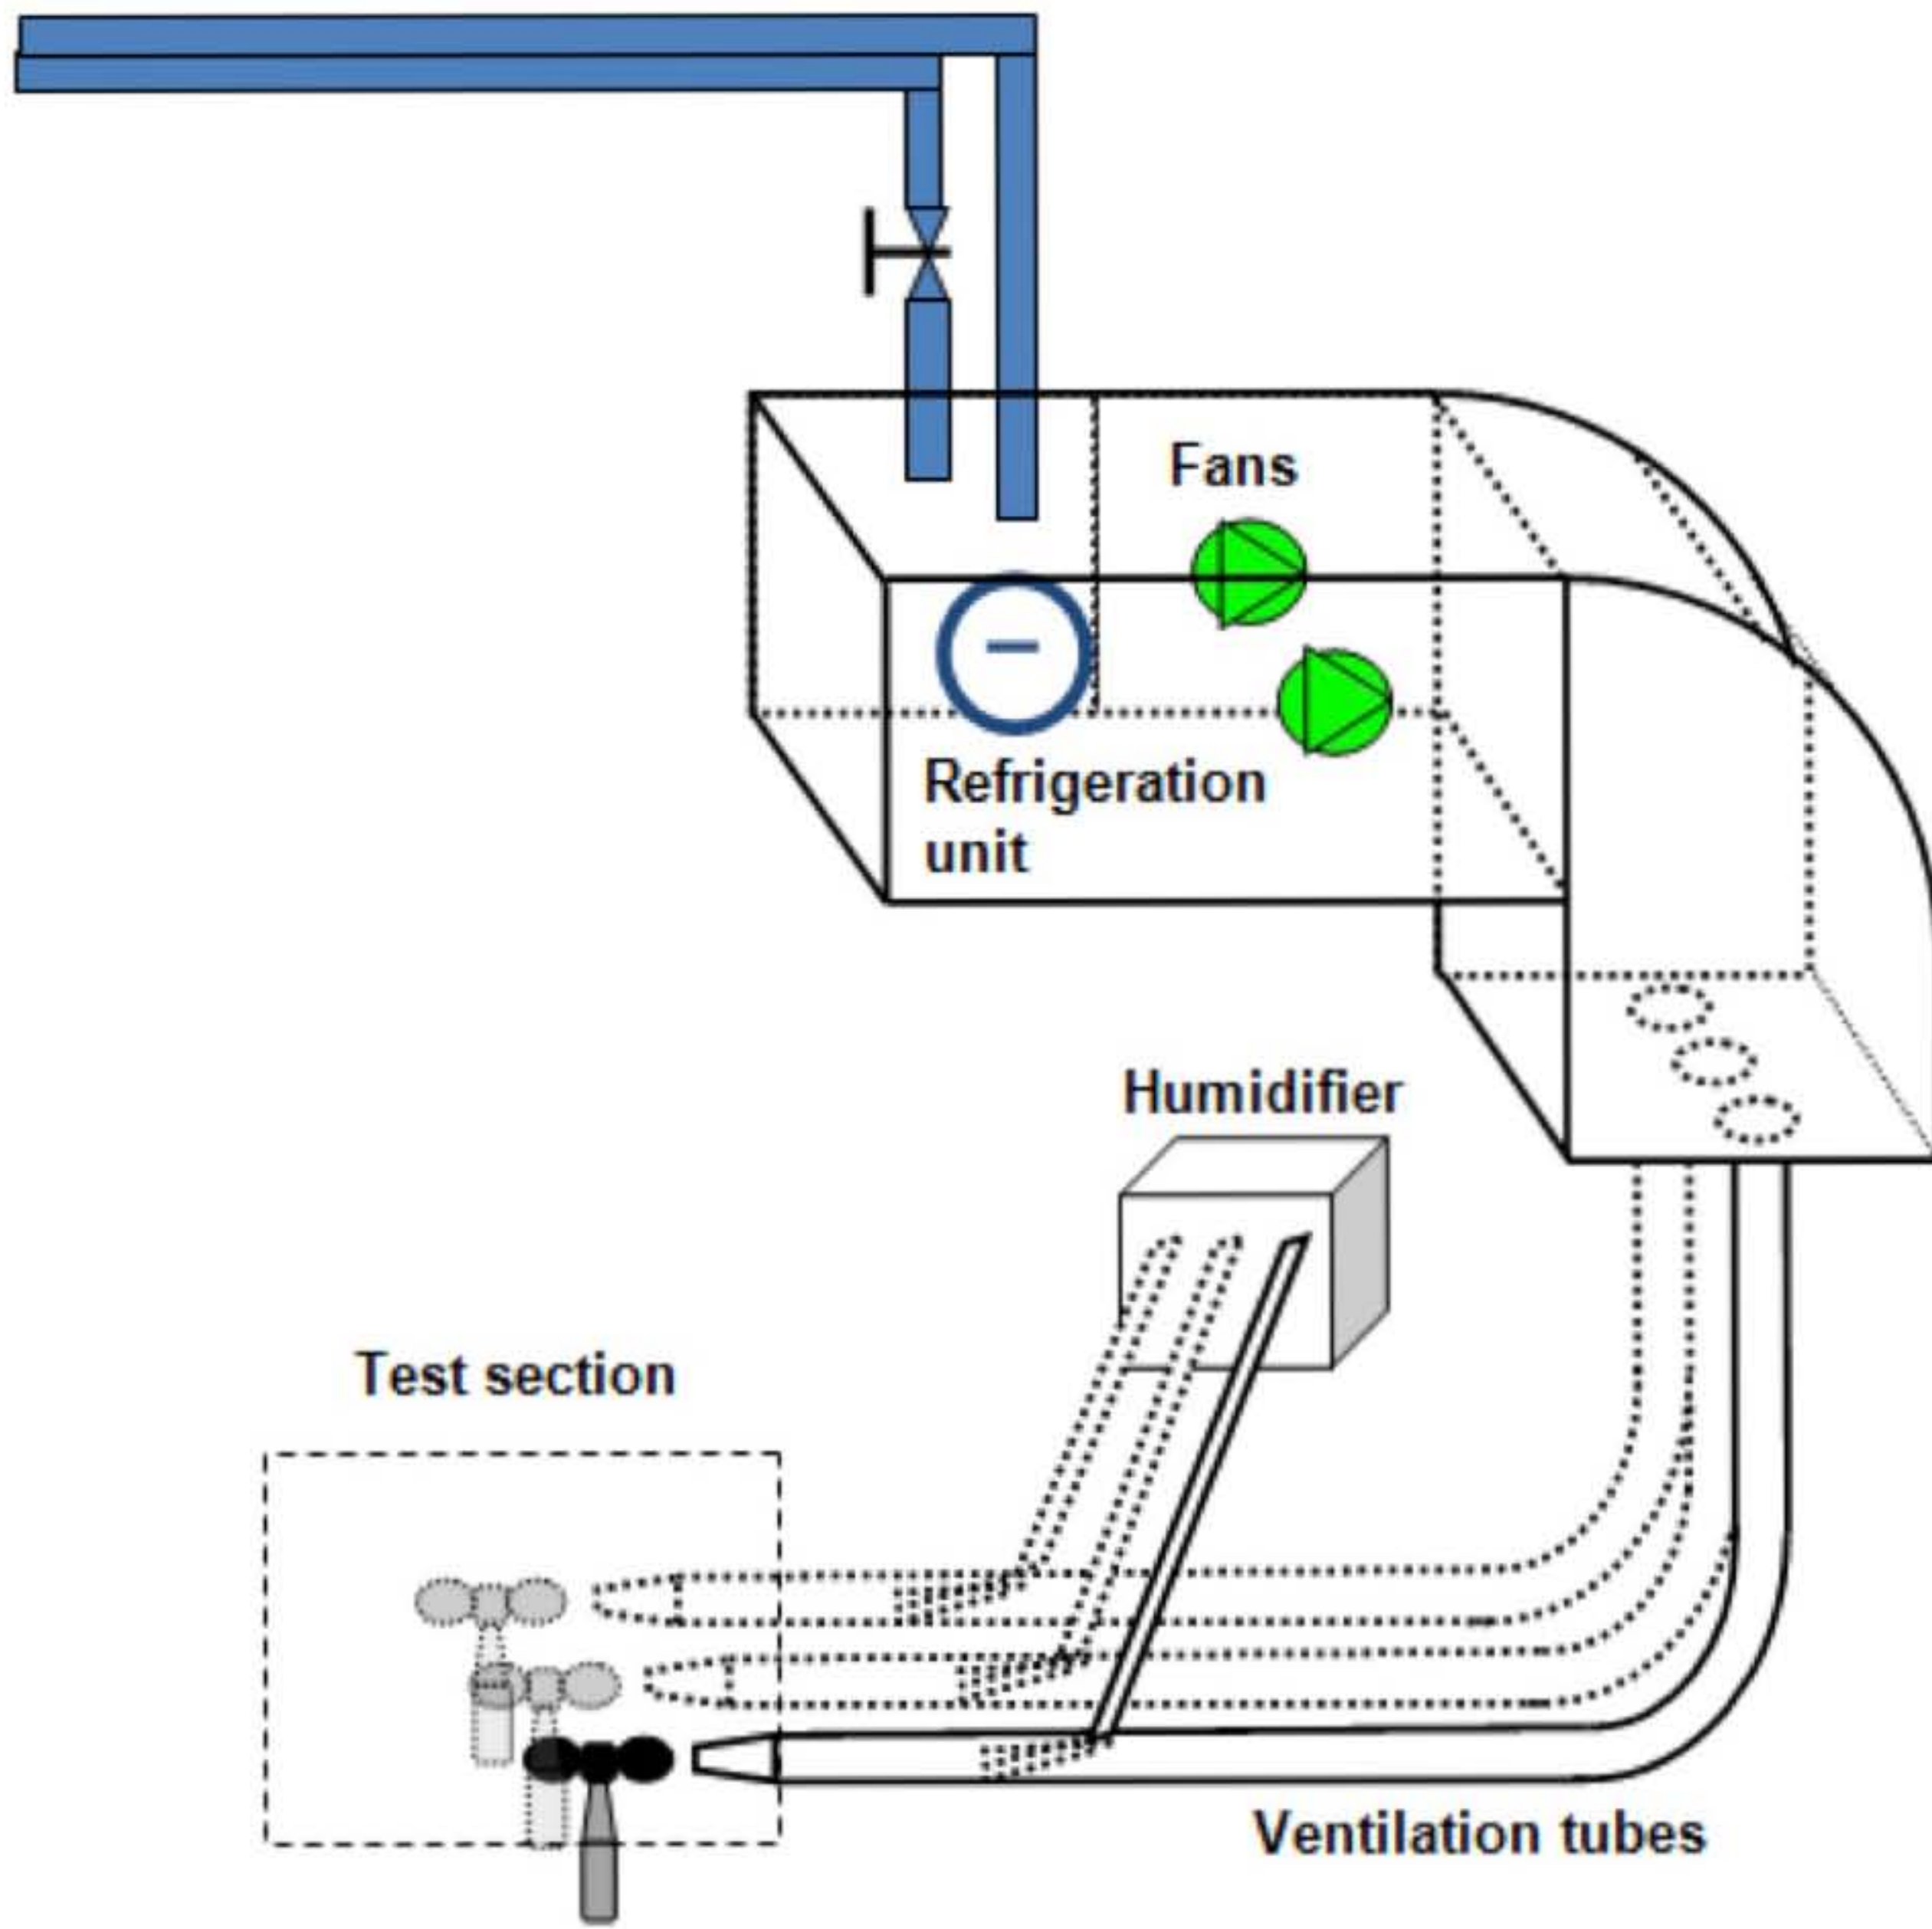 Fans
Refrigeration
unit
Humidifier
Test section
Ventilation tubes